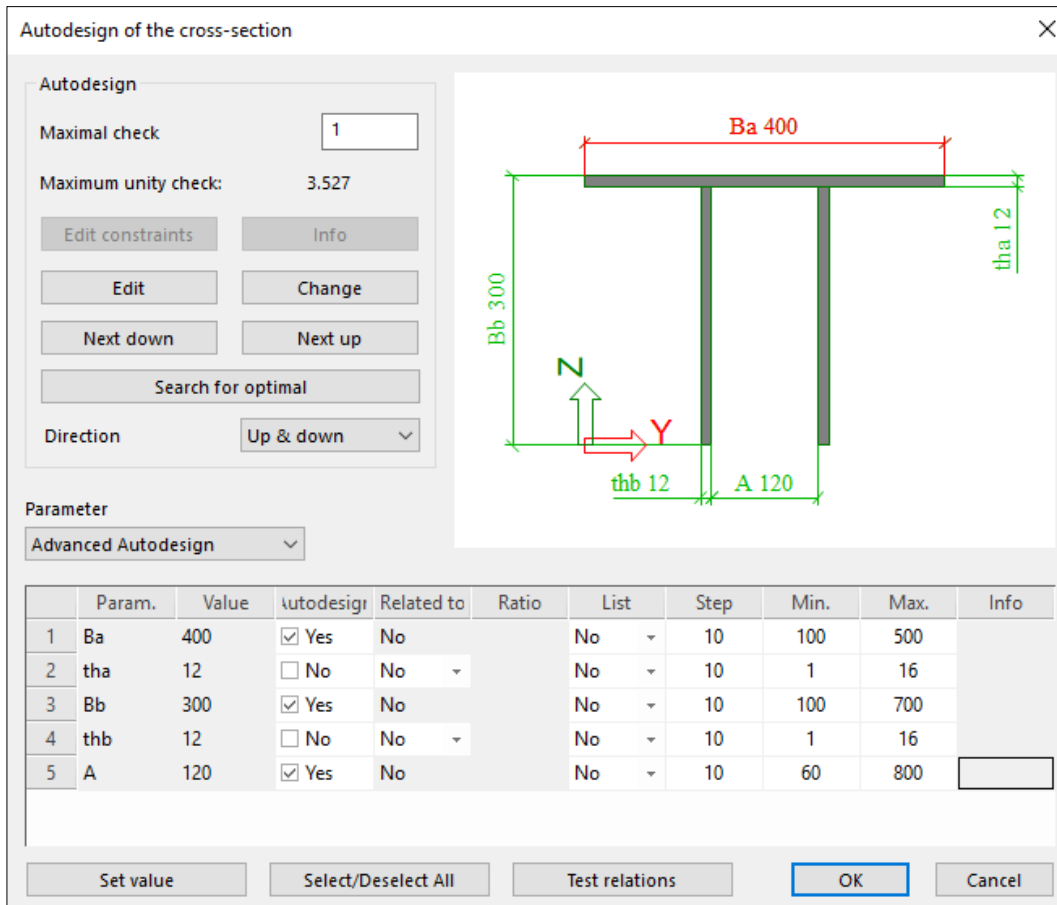 Autodesign of the cross-section
Autodesign
Maximal check 1
Maximum unity check: 3.527
Edit constraints Info
Edit Change
Next down Next up
Search for optimal
Direction Up & down
Ba 400
tha 12
Bb 300
Z
Y
thb 12 A 120
Parameter
Advanced Autodesign
Param. Value Autodesign Related to Ratio List Step Min. Max. Info
1 Ba 400 Yes No No 10 100 500
2 tha 12 No No No 10 1 16
3 Bb 300 Yes No No 10 100 700
4 thb 12 No No No 10 1 16
5 A 120 Yes No No 10 60 800
Set value Select/Deselect All Test relations OK Cancel